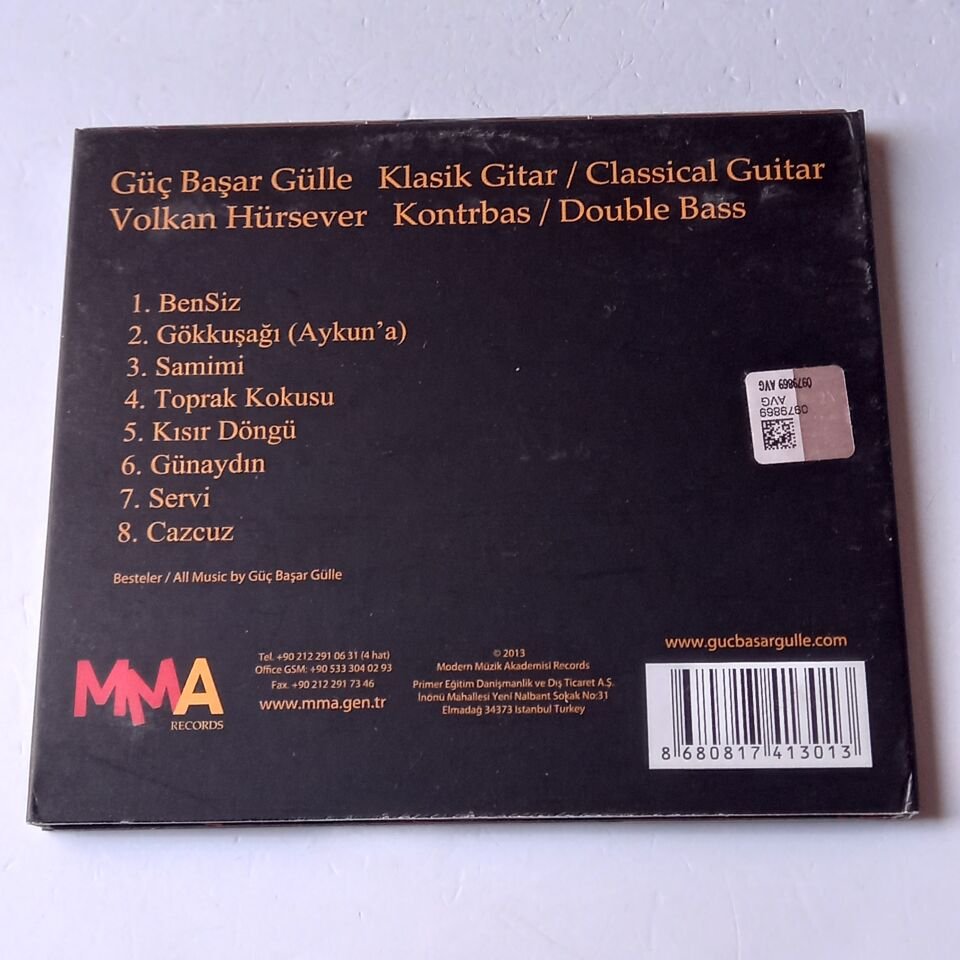 Güç Başar Gülle Klasik Gitar / Classical Guitar
Volkan Hürsever Kontrbas / Double Bass
1. BenSiz
2. Gökkuşağı (Aykun'a)
3. Samimi
4. Toprak Kokusu
5. Kısır Döngü
6. Günaydın
7. Servi
8. Cazcuz
0979869 AVG
0979869
AVG
Besteler / All Music by Güç Başar Gülle
MMA
RECORDS
Tel. +90 212 291 06 31 (4 hat)
Office GSM: +90 533 304 02 93
Fax. +90 212 291 73 46
www.mma.gen.tr
© 2013
Modern Müzik Akademisi Records
Primer Eğitim Danişmanlik ve Dış Ticaret A.Ş.
İnönü Mahallesi Yeni Nalbant Sokak No:31
Elmadağ 34373 Istanbul Turkey
www.gucbasargulle.com
8 680817 413013